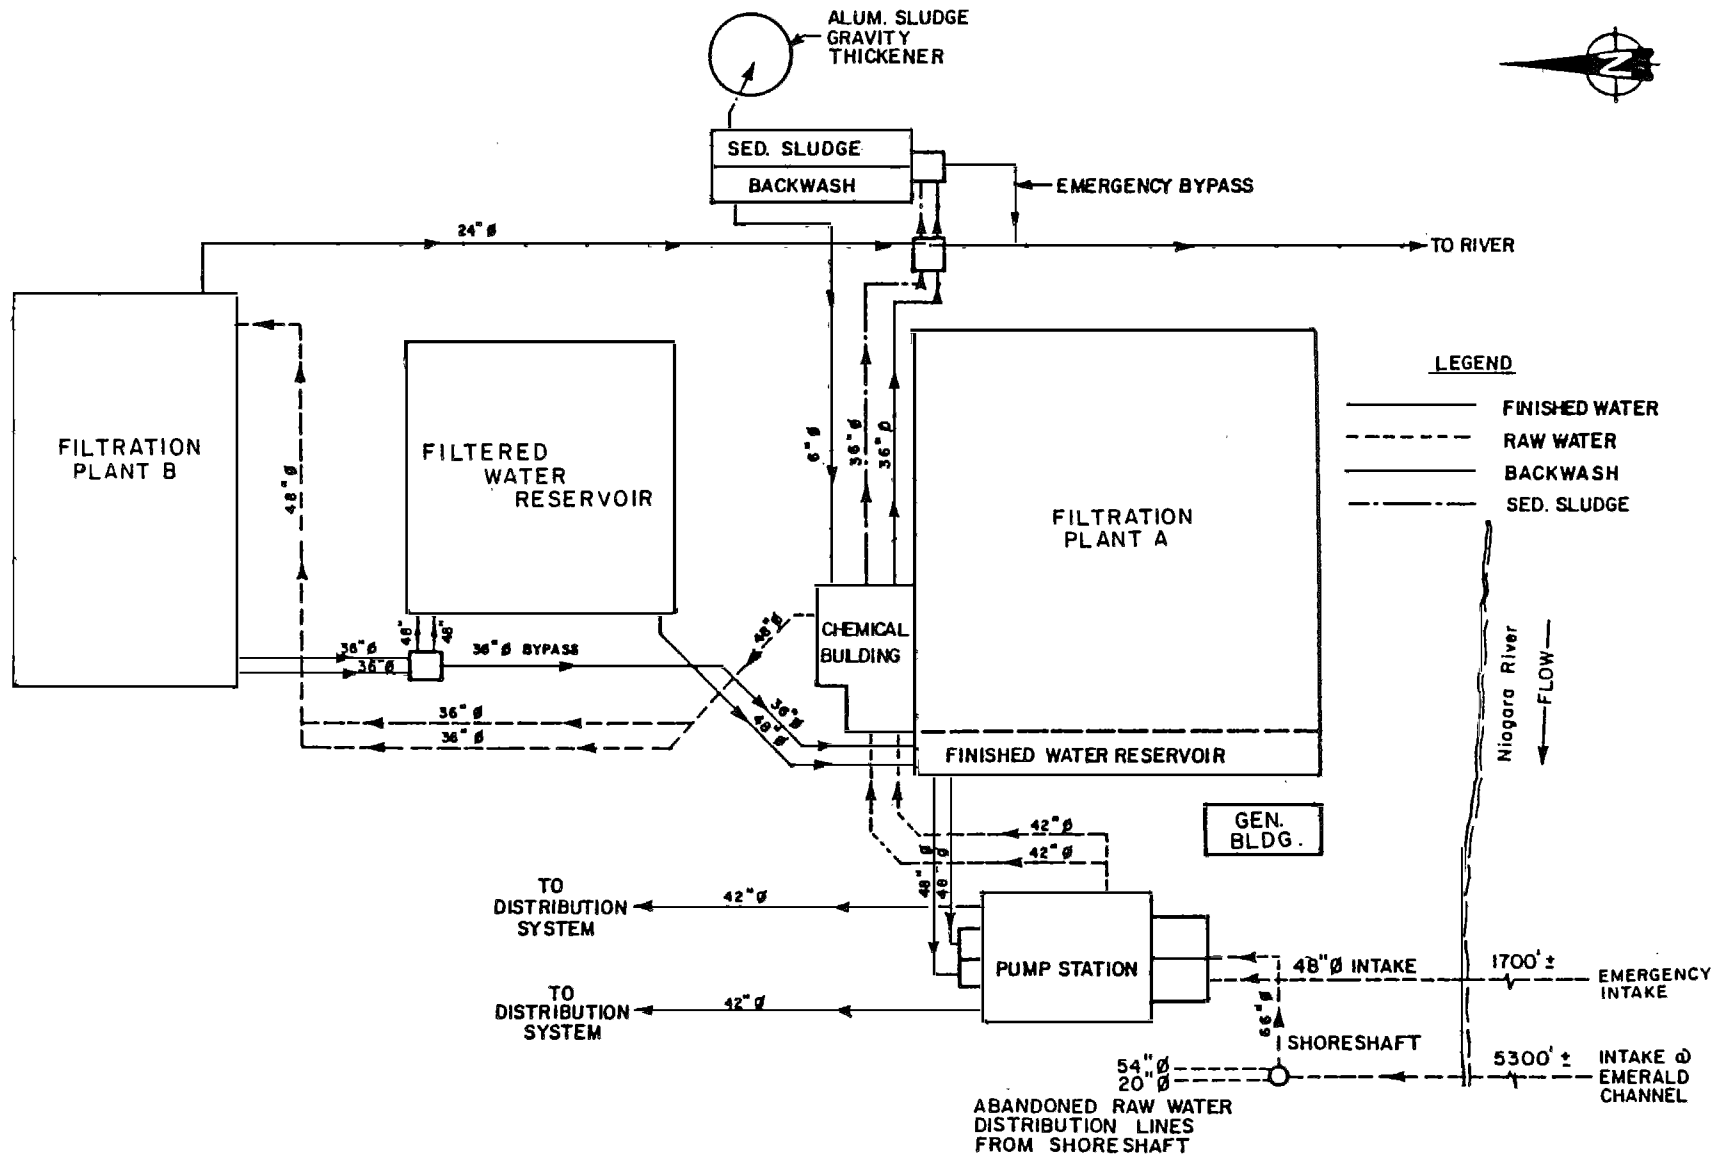 ALUM. SLUDGE
GRAVITY
THICKENER
N
SED. SLUDGE
BACKWASH
EMERGENCY BYPASS
24"Ø
TO RIVER
LEGEND
FINISHED WATER
RAW WATER
BACKWASH
SED. SLUDGE
FILTRATION
PLANT B
48"Ø
FILTERED
WATER
RESERVOIR
6"Ø
36"Ø
36"Ø
FILTRATION
PLANT A
CHEMICAL
BUILDING
48"Ø
48"
48"
36"Ø
36"Ø
36"Ø BYPASS
36"Ø
48"Ø
36"Ø
36"Ø
FINISHED WATER RESERVOIR
Niagara River
FLOW
GEN.
BLDG.
42"Ø
42"Ø
48"Ø
48"Ø
TO
DISTRIBUTION
SYSTEM
42"Ø
PUMP STATION
TO
DISTRIBUTION
SYSTEM
42"Ø
48"Ø INTAKE
1700'±
EMERGENCY
INTAKE
66"Ø
SHORESHAFT
5300'±
INTAKE @
EMERALD
CHANNEL
54"Ø
20"Ø
ABANDONED RAW WATER
DISTRIBUTION LINES
FROM SHORESHAFT